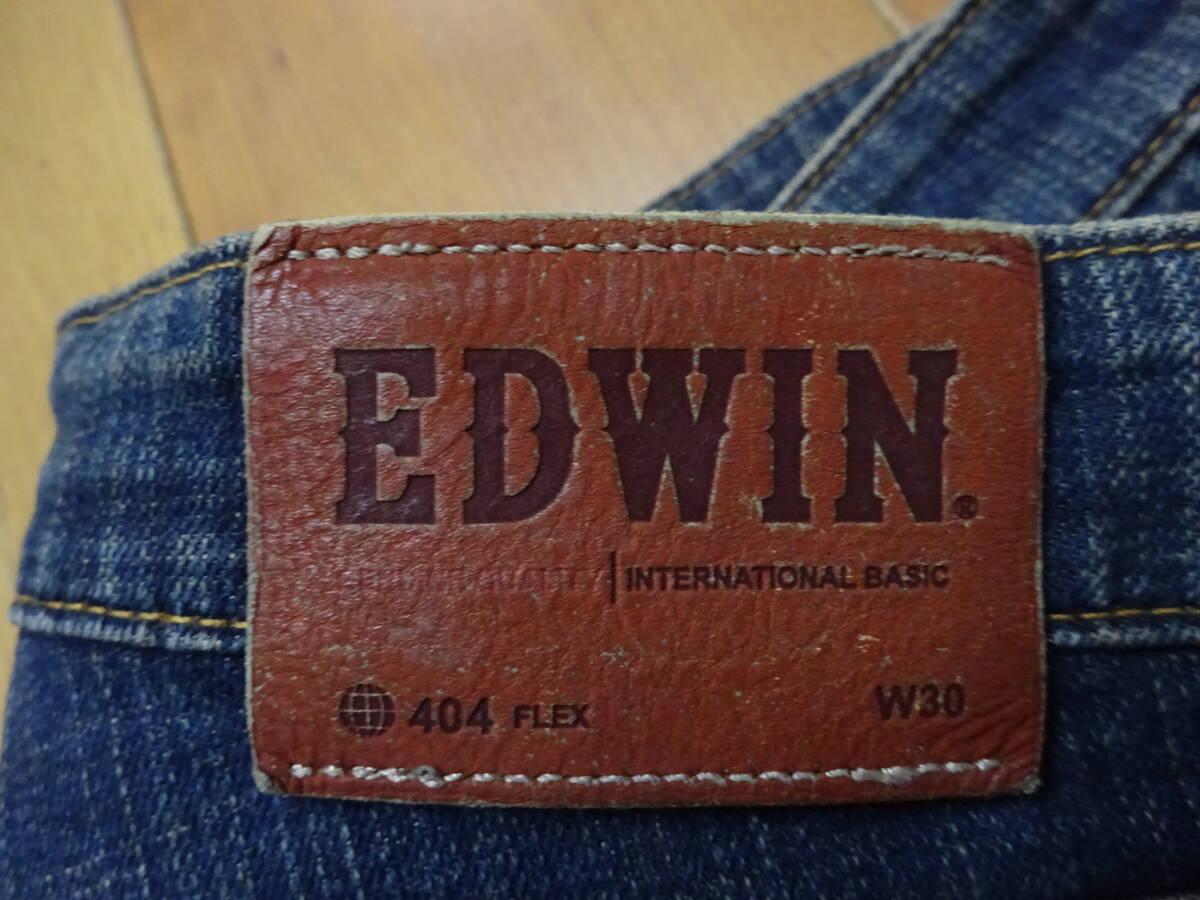 EDWIN®
| INTERNATIONAL BASIC
404 FLEX
W30